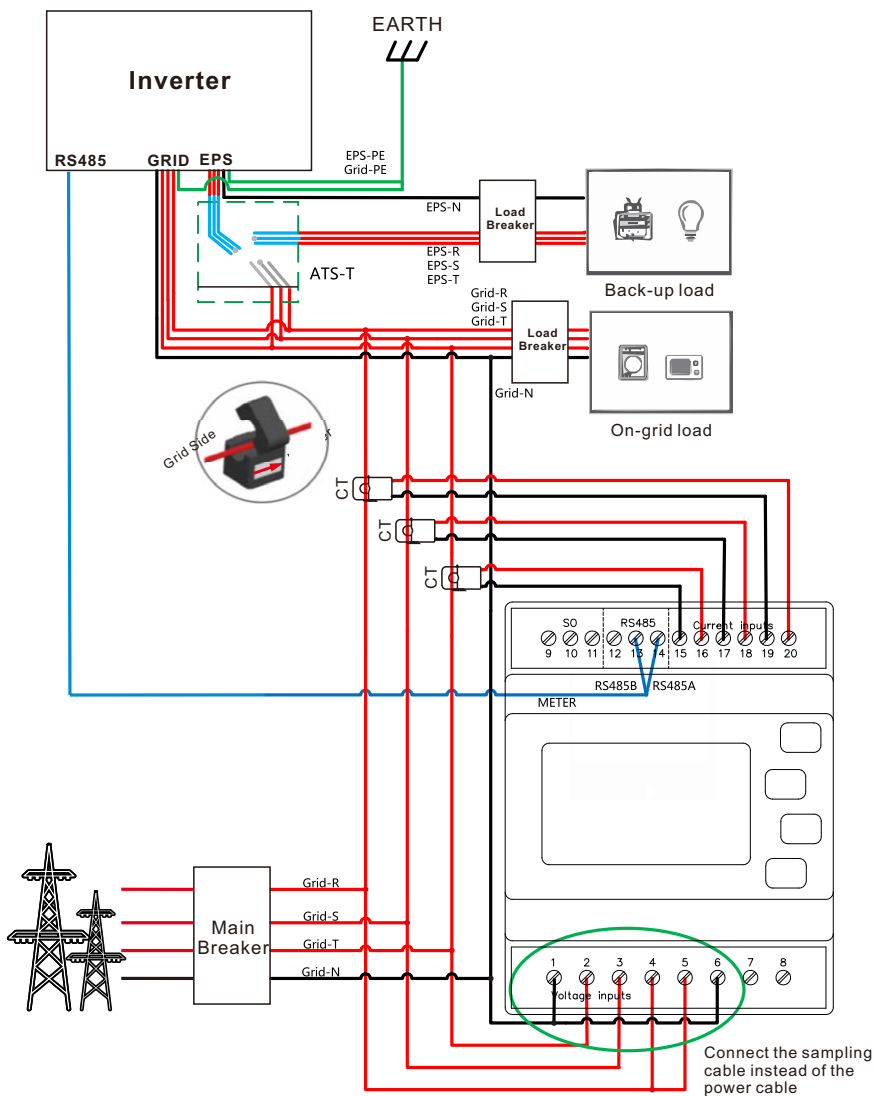 EARTH
Inverter
RS485
GRID
EPS
EPS-PE
Grid-PE
EPS-N
Load
Breaker
EPS-R
EPS-S
EPS-T
ATS-T
Back-up load
Grid-R
Grid-S
Grid-T
Load
Breaker
Grid-N
On-grid load
Grid Side
CT
CT
CT
SO
RS485
Current inputs
9 10 11 12 13 14 15 16 17 18 19 20
RS485B
RS485A
METER
Main
Breaker
Grid-R
Grid-S
Grid-T
Grid-N
1 2 3 4 5 6 7 8
Voltage inputs
Connect the sampling
cable instead of the
power cable